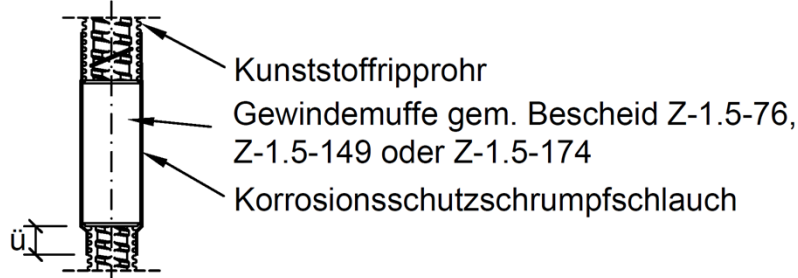 Kunststoffripprohr
Gewindemuffe gem. Bescheid Z-1.5-76,
Z-1.5-149 oder Z-1.5-174
Korrosionsschutzschrumpfschlauch
ü